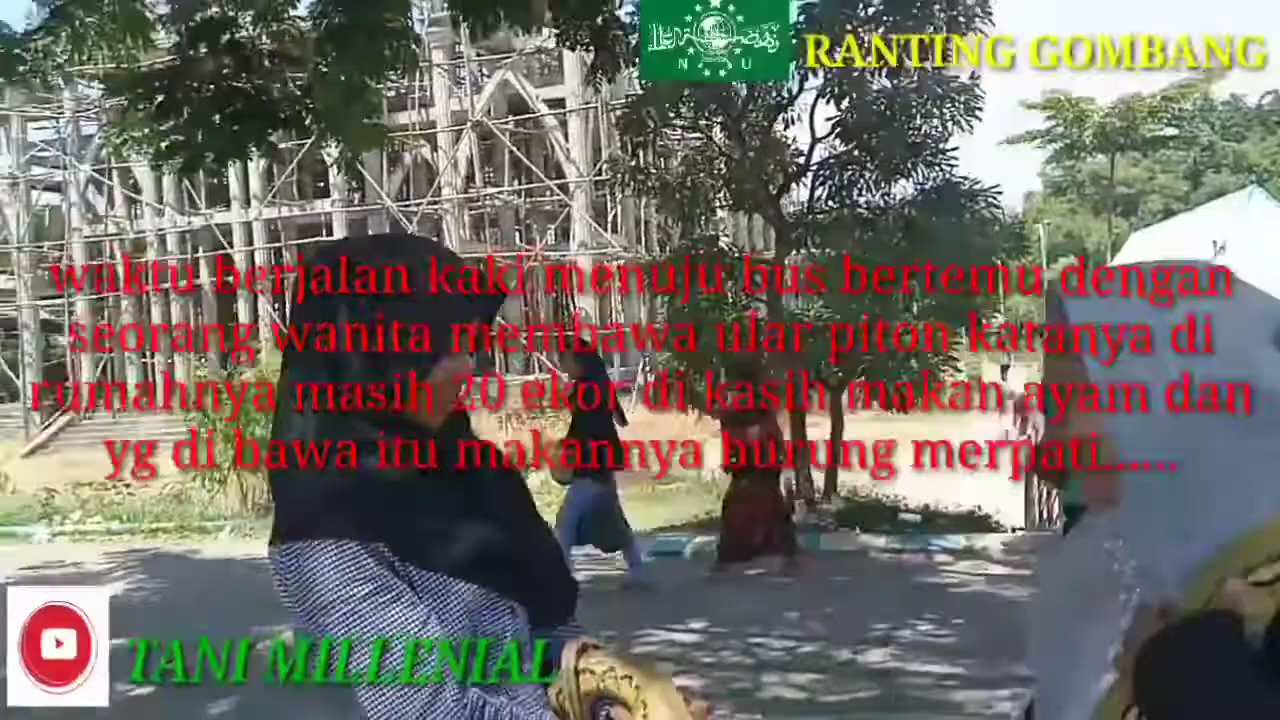 N U
RANTING GOMBANG
waktu berjalan kaki menuju bus bertemu dengan
seorang wanita membawa ular piton katanya di
rumahnya masih 20 ekor di kasih makan ayam dan
yg di bawa itu makannya burung merpati......
TANI MILLENIAL